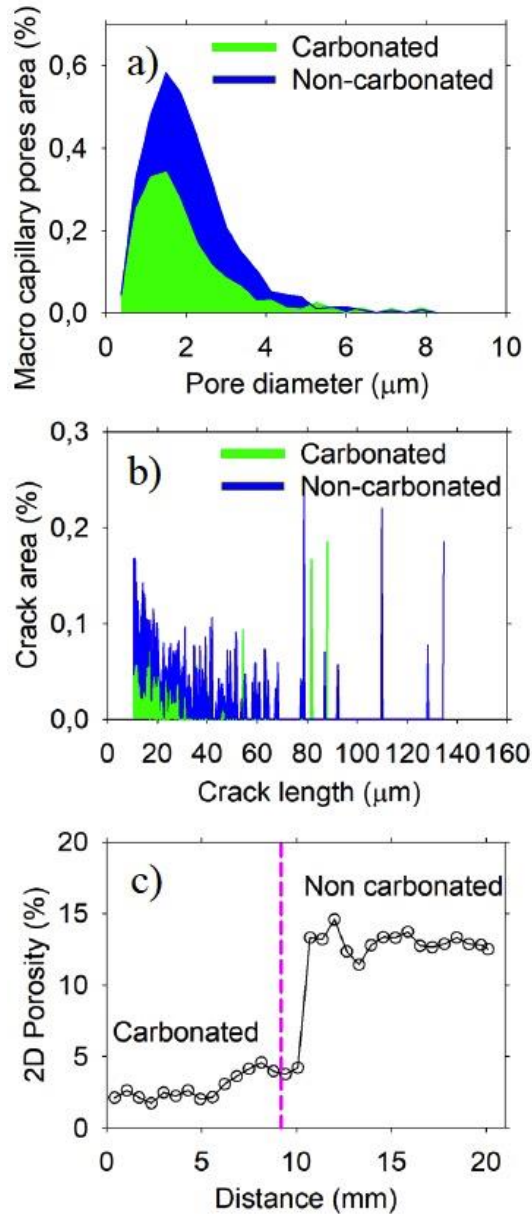 a)
Carbonated
Non-carbonated
Macro capillary pores area (%)
0,6
0,4
0,2
0,0
0 2 4 6 8 10
Pore diameter (μm)
b)
Carbonated
Non-carbonated
Crack area (%)
0,3
0,2
0,1
0,0
0 20 40 60 80 100 120 140 160
Crack length (μm)
c)
Non carbonated
Carbonated
2D Porosity (%)
20
15
10
5
0
0 5 10 15 20
Distance (mm)